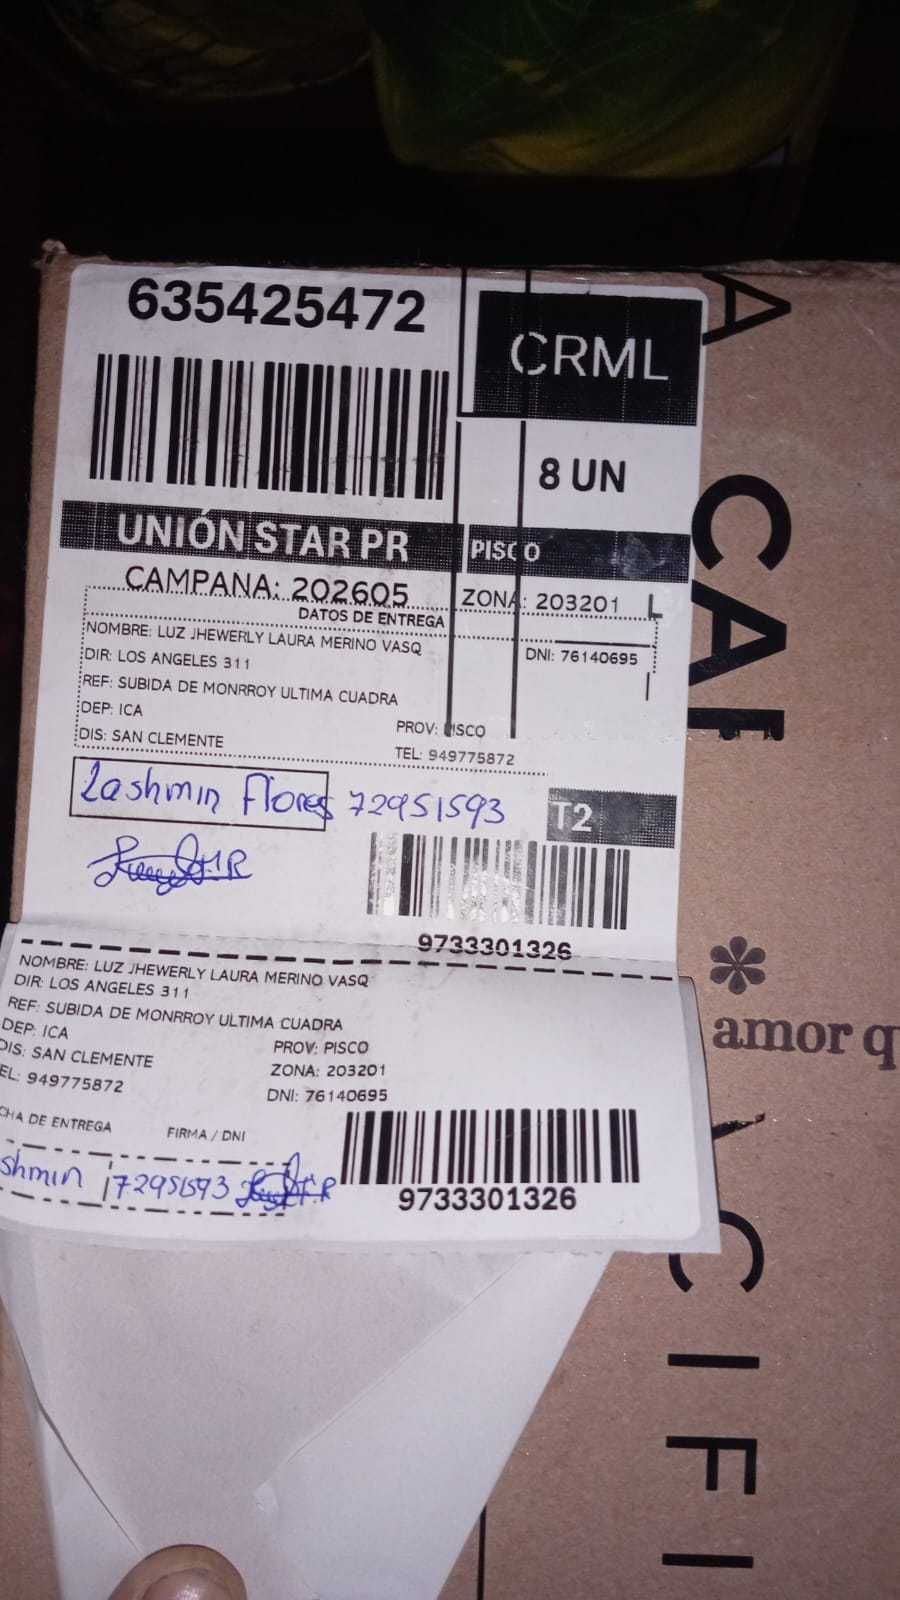 635425472
CRML
8 UN
UNIÓN STAR PR
PISCO
CAMPANA: 202605
ZONA: 203201 L
DATOS DE ENTREGA
NOMBRE: LUZ JHEWERLY LAURA MERINO VASQ
DNI: 76140695
DIR: LOS ANGELES 311
REF: SUBIDA DE MONRROY ULTIMA CUADRA
DEP: ICA
PROV: PISCO
DIS: SAN CLEMENTE
TEL: 949775872
Zashmin Flores 72951593
T2
9733301326
NOMBRE: LUZ JHEWERLY LAURA MERINO VASQ
DIR: LOS ANGELES 311
REF: SUBIDA DE MONRROY ULTIMA CUADRA
DEP: ICA
PROV: PISCO
DIS: SAN CLEMENTE
ZONA: 203201
EL: 949775872
DNI: 76140695
CHA DE ENTREGA
FIRMA / DNI
shmin 72951593
9733301326
A CAF
amor q
CIFI